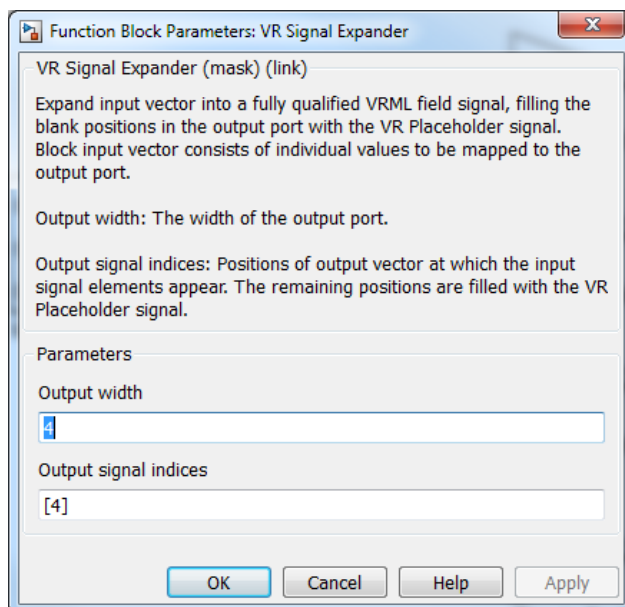 Function Block Parameters: VR Signal Expander
VR Signal Expander (mask) (link)
Expand input vector into a fully qualified VRML field signal, filling the
blank positions in the output port with the VR Placeholder signal.
Block input vector consists of individual values to be mapped to the
output port.
Output width: The width of the output port.
Output signal indices: Positions of output vector at which the input
signal elements appear. The remaining positions are filled with the VR
Placeholder signal.
Parameters
Output width
4
Output signal indices
[4]
OK Cancel Help Apply